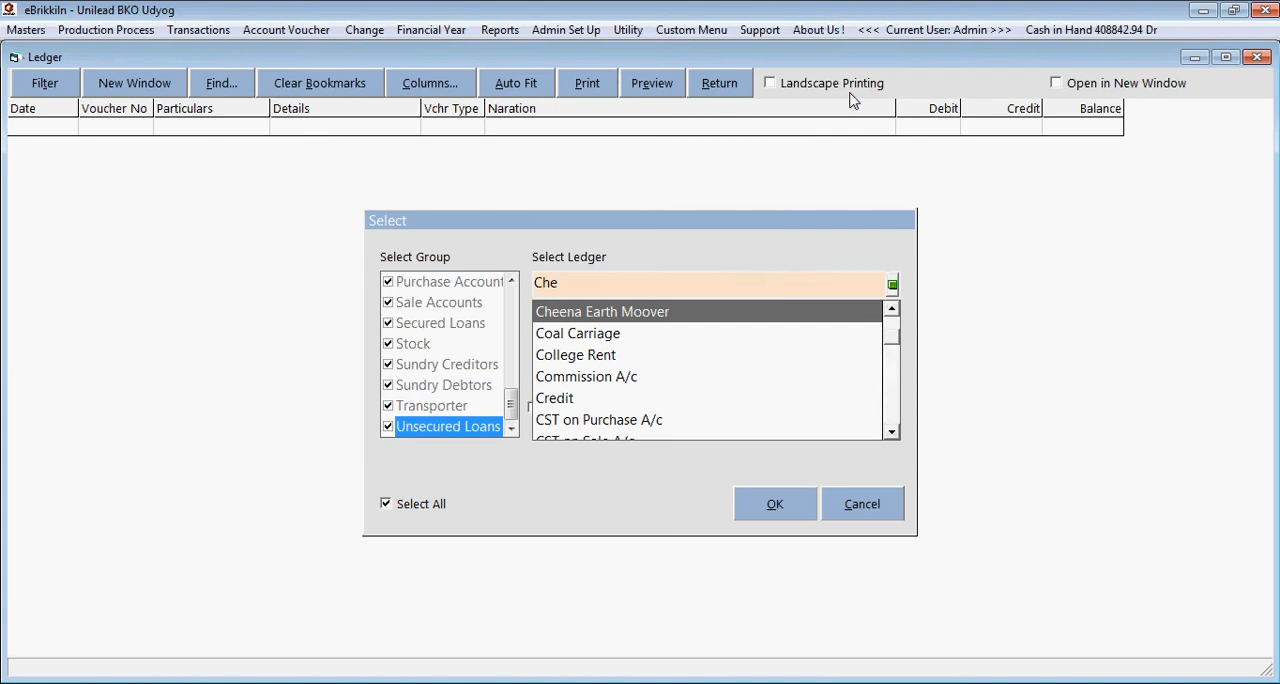 eBrikkiln - Unilead BKO Udyog
Masters Production Process Transactions Account Voucher Change Financial Year Reports Admin Set Up Utility Custom Menu Support About Us ! <<< Current User: Admin >>> Cash in Hand 408842.94 Dr
Ledger
Filter New Window Find... Clear Bookmarks Columns... Auto Fit Print Preview Return Landscape Printing Open in New Window
Date Voucher No Particulars Details Vchr Type Naration Debit Credit Balance
Select
Select Group Select Ledger
Purchase Account Che
Sale Accounts Cheena Earth Moover
Secured Loans Coal Carriage
Stock College Rent
Sundry Creditors Commission A/c
Sundry Debtors Credit
Transporter CST on Purchase A/c
Unsecured Loans CST on Sale A/c
Select All OK Cancel